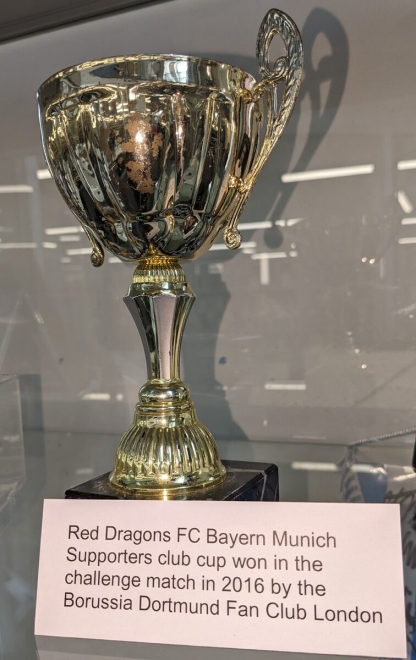 Red Dragons FC Bayern Munich
Supporters club cup won in the
challenge match in 2016 by the
Borussia Dortmund Fan Club London